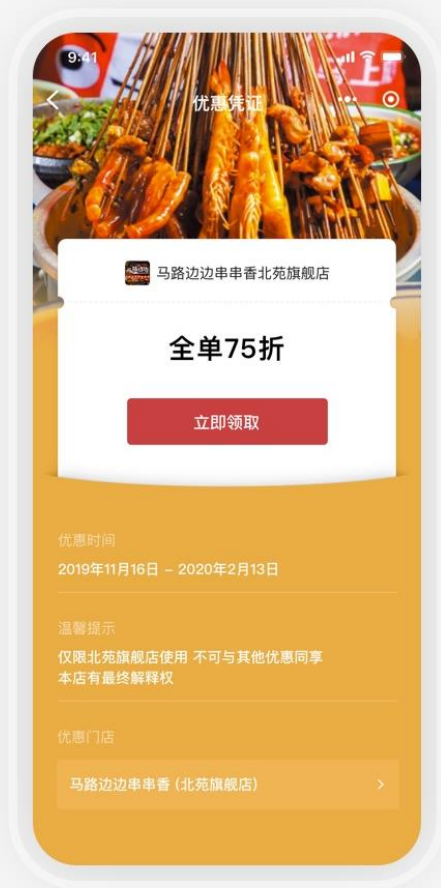 9:41
优惠凭证
马路边边串串香北苑旗舰店
全单75折
立即领取
优惠时间
2019年11月16日 – 2020年2月13日
温馨提示
仅限北苑旗舰店使用 不可与其他优惠同享
本店有最终解释权
优惠门店
马路边边串串香 (北苑旗舰店)